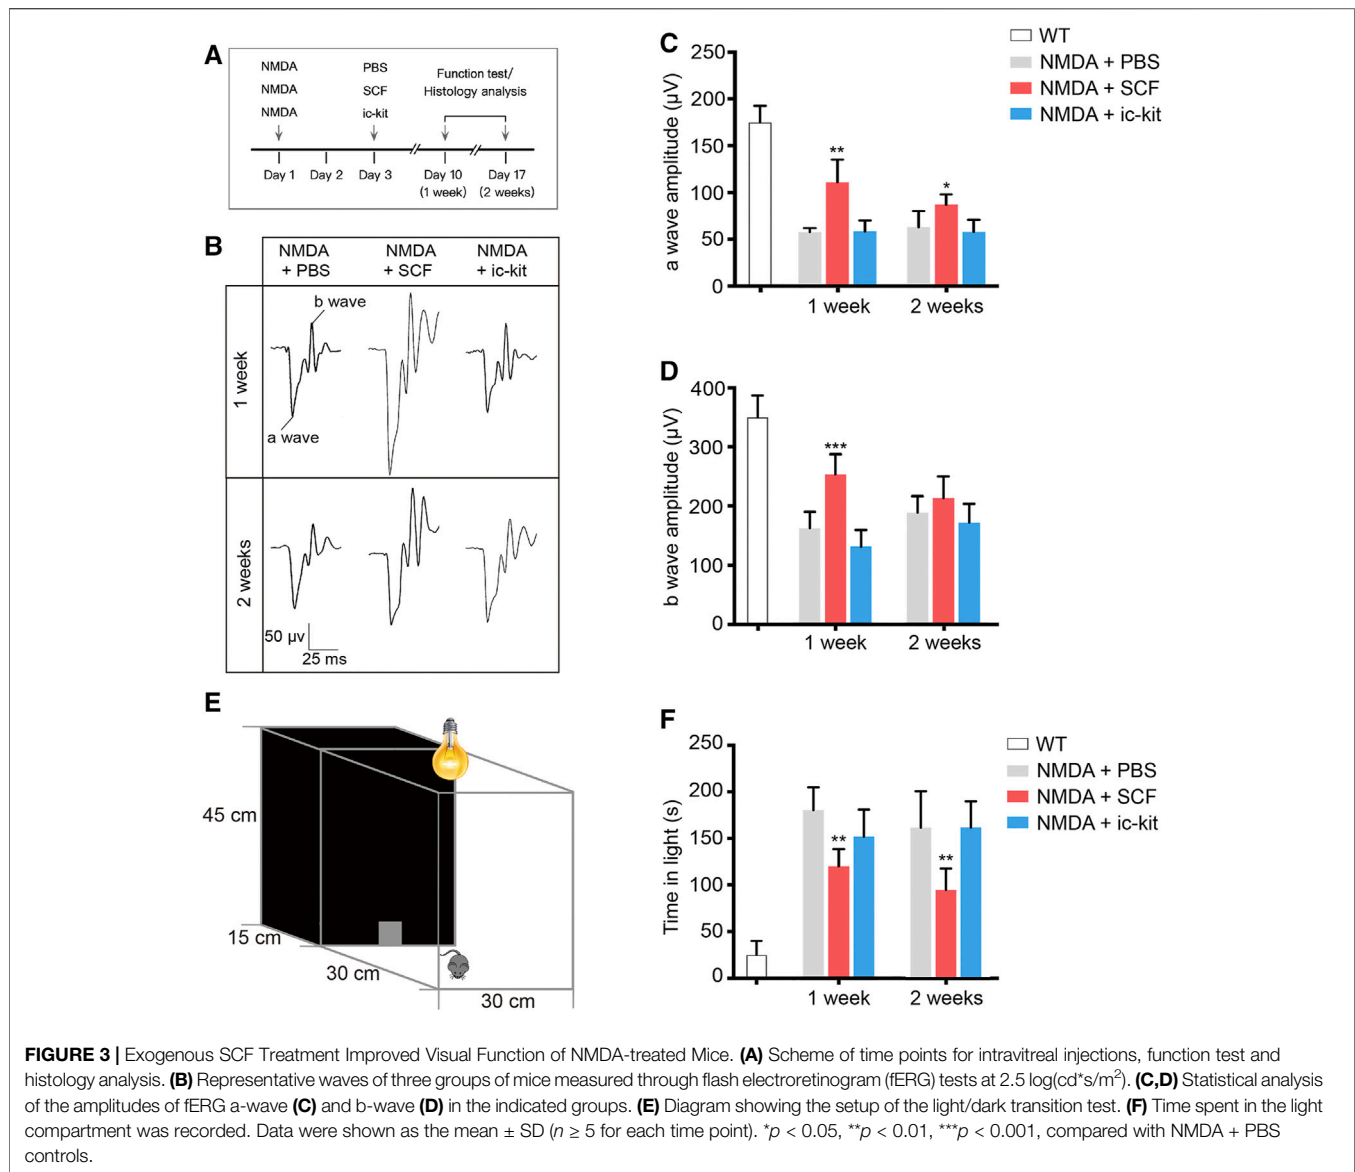 A
NMDA PBS Function test/
NMDA SCF Histology analysis
NMDA ic-kit
Day 1 Day 2 Day 3 Day 10 Day 17
(1 week) (2 weeks)
B
NMDA NMDA NMDA
+ PBS + SCF + ic-kit
1 week
b wave
a wave
2 weeks
50 μv
25 ms
C
WT
NMDA + PBS
NMDA + SCF
NMDA + ic-kit
a wave amplitude (μV)
250
200
150
100
50
0
**
*
1 week 2 weeks
D
b wave amplitude (μV)
400
300
200
100
0
***
1 week 2 weeks
E
45 cm
15 cm
30 cm
30 cm
F
WT
NMDA + PBS
NMDA + SCF
NMDA + ic-kit
Time in light (s)
250
200
150
100
50
0
**
**
1 week 2 weeks
FIGURE 3 | Exogenous SCF Treatment Improved Visual Function of NMDA-treated Mice. (A) Scheme of time points for intravitreal injections, function test and
histology analysis. (B) Representative waves of three groups of mice measured through flash electroretinogram (fERG) tests at 2.5 log(cd*s/m²). (C,D) Statistical analysis
of the amplitudes of fERG a-wave (C) and b-wave (D) in the indicated groups. (E) Diagram showing the setup of the light/dark transition test. (F) Time spent in the light
compartment was recorded. Data were shown as the mean ± SD (n ≥ 5 for each time point). *p < 0.05, **p < 0.01, ***p < 0.001, compared with NMDA + PBS
controls.